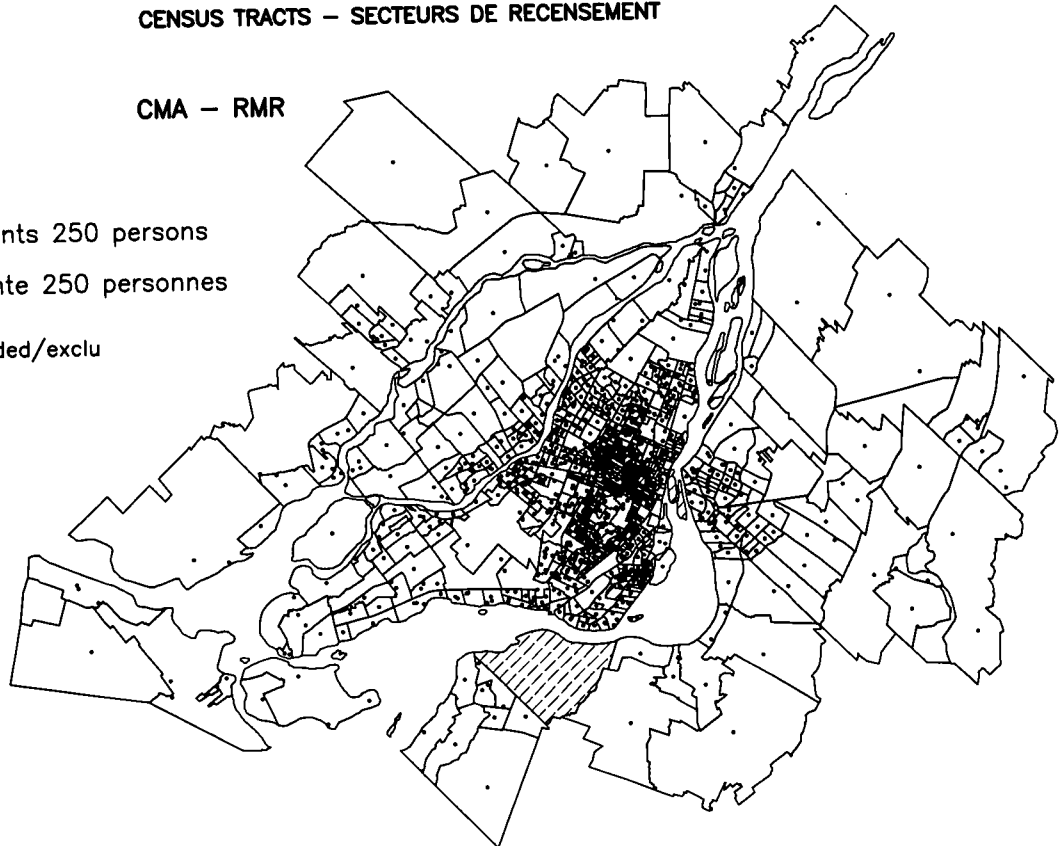 CENSUS TRACTS – SECTEURS DE RECENSEMENT
CMA – RMR
nts 250 persons
nte 250 personnes
ded/exclu